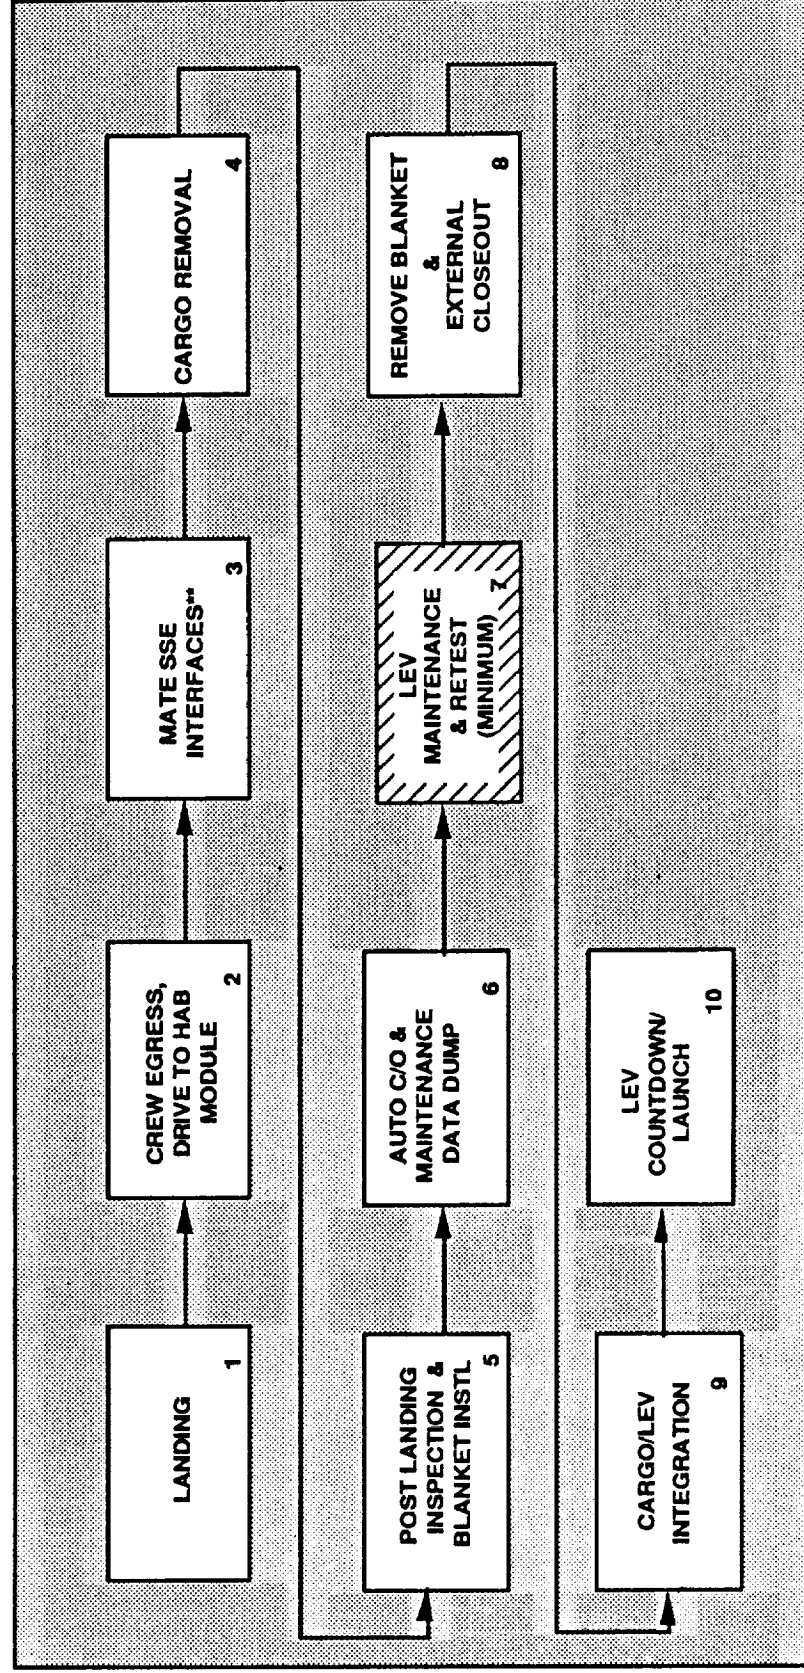 LANDING
1
CREW EGRESS,
DRIVE TO HAB
MODULE
2
MATE SSE
INTERFACES**
3
CARGO REMOVAL
4
POST LANDING
INSPECTION &
BLANKET INSTL
5
AUTO C/O &
MAINTENANCE
DATA DUMP
6
LEV
MAINTENANCE
& RETEST
(MINIMUM)
7
REMOVE BLANKET
&
EXTERNAL
CLOSEOUT
8
CARGO/LEV
INTEGRATION
9
LEV
COUNTDOWN/
LAUNCH
10